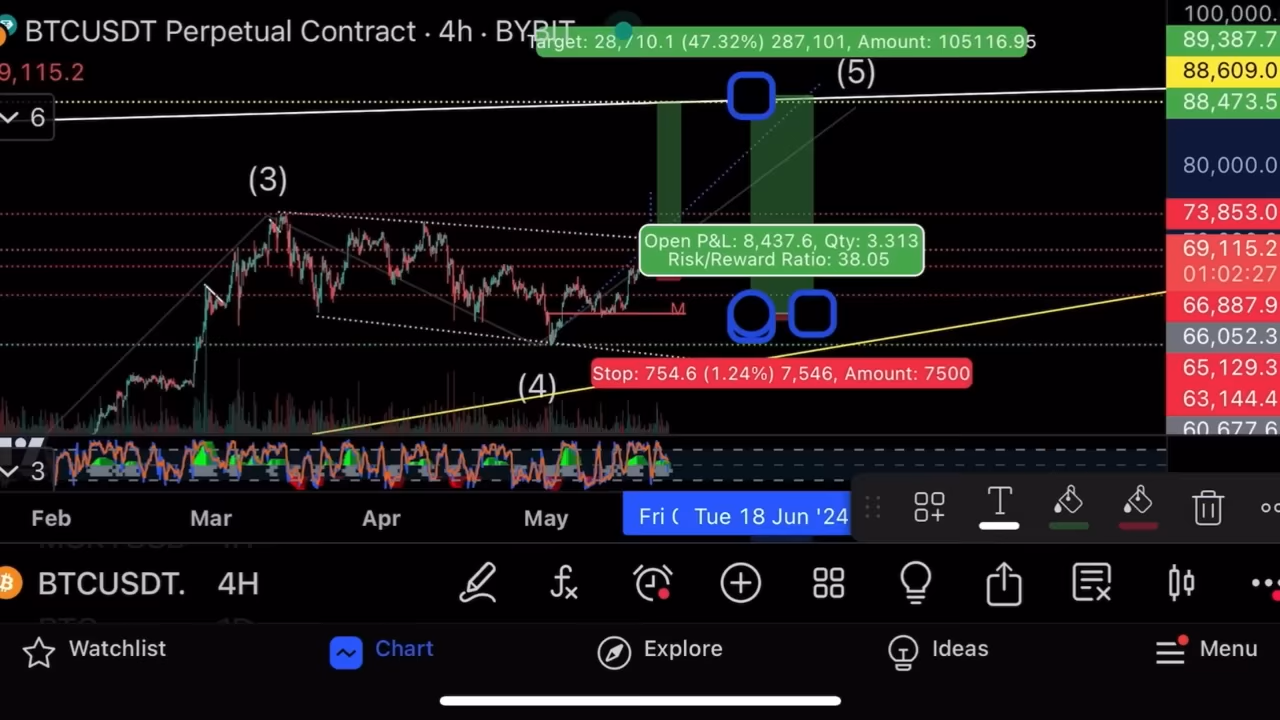 BTCUSDT Perpetual Contract · 4h · BYBIT
Target: 28,710.1 (47.32%) 287,101, Amount: 105116.95
9,115.2
6
(5)
(3)
Open P&L: 8,437.6, Qty: 3.313
Risk/Reward Ratio: 38.05
M
Stop: 754.6 (1.24%) 7,546, Amount: 7500
(4)
100,000.
89,387.7
88,609.0
88,473.5
80,000.0
73,853.0
69,115.2
01:02:27
66,887.9
66,052.3
65,129.3
63,144.4
60,677.6
3
Feb
Mar
Apr
May
Fri
Tue 18 Jun '24
T
BTCUSDT. 4H
Watchlist
Chart
Explore
Ideas
Menu